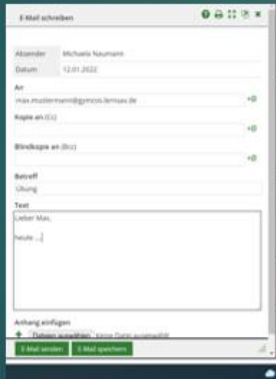 E-Mail schreiben
Absender Michaela Naumann
Datum 12.01.2022
An
max.mustermann@gymcos.lernsax.de
Kopie an (Cc)
Blindkopie an (Bcc)
Betreff
Übung
Text
Lieber Max,
heute ...
Anhang einfügen
Dateien auswählen Keine Datei ausgewählt
E-Mail senden E-Mail speichern